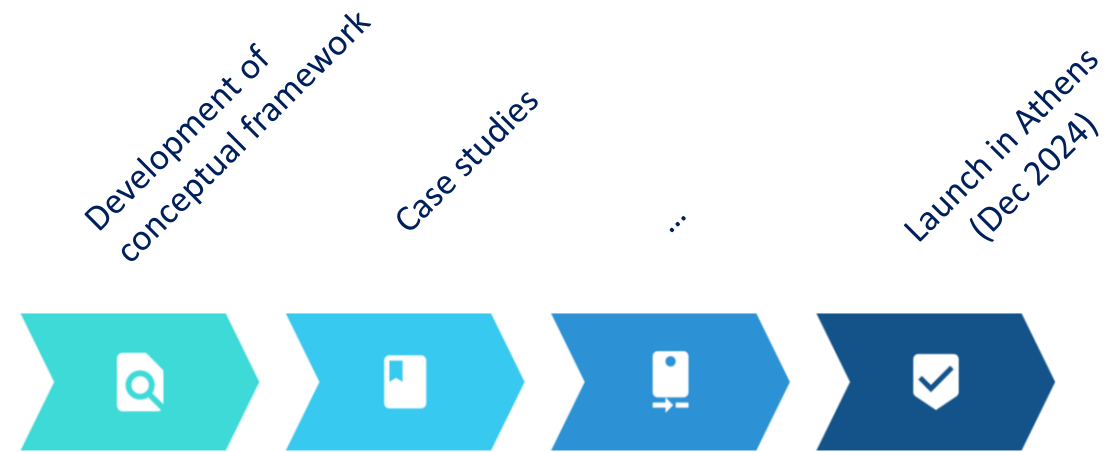 Development of
conceptual framework
Case studies
...
Launch in Athens
(Dec 2024)